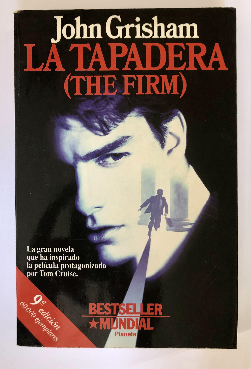 John Grisham
LA TAPADERA
(THE FIRM)
La gran novela
que ha inspirado
la película protagonizada
por Tom Cruise.
9ª edición
ejemplares
BESTSELLER
★MUNDIAL
Planeta